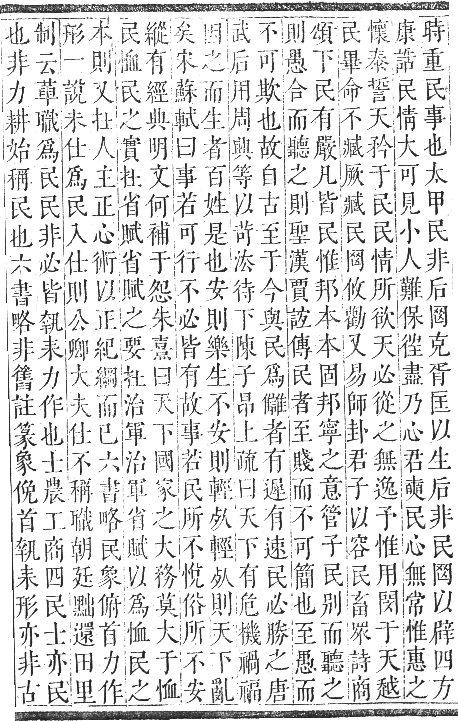 時重民事也太甲民非后罔克胥匡以生后非民罔以辟四方
康誥民情大可見小人難保徃盡乃心君奭民心無常惟惠之
懷泰誓天矜于民民情所欲天必從之無逸予惟用閔于天越
民畢命不臧厥臧民罔攸勸又易師卦君子以容民畜眾詩商
頌下民有嚴凡皆民惟邦本本固邦寧之意管子民別而聽之
則愚合而聽之則聖漢賈誼傳民者至賤而不可簡也至愚而
不可欺也故自古至于今與民爲讎者有遲有速民必勝之唐
武后用周興等以苛泫待下陳子昂上疏曰天下有危機禍福
因之而生者百姓是也安則樂生不安則輕𣦸輕𣦸則天下亂
矣宋蘇軾曰事若可行不必皆有故事若民所不悅俗所不安
縱有經典明文何補于怨朱熹曰天下國家之大務莫大于恤
民恤民之實拄省賦省賦之要拄治軍治軍省賦以爲恤民之
本則又拄人主正心術以正紀綱而已六書略民象俯首力作
形一說未仕爲民入仕則公卿大夫仕不稱職朝廷黜還田里
制云革職爲民民非必皆執耒力作也士農工商四民士亦民
也非力耕始稱民也六書略非舊註篆象俛首執耒形亦非古